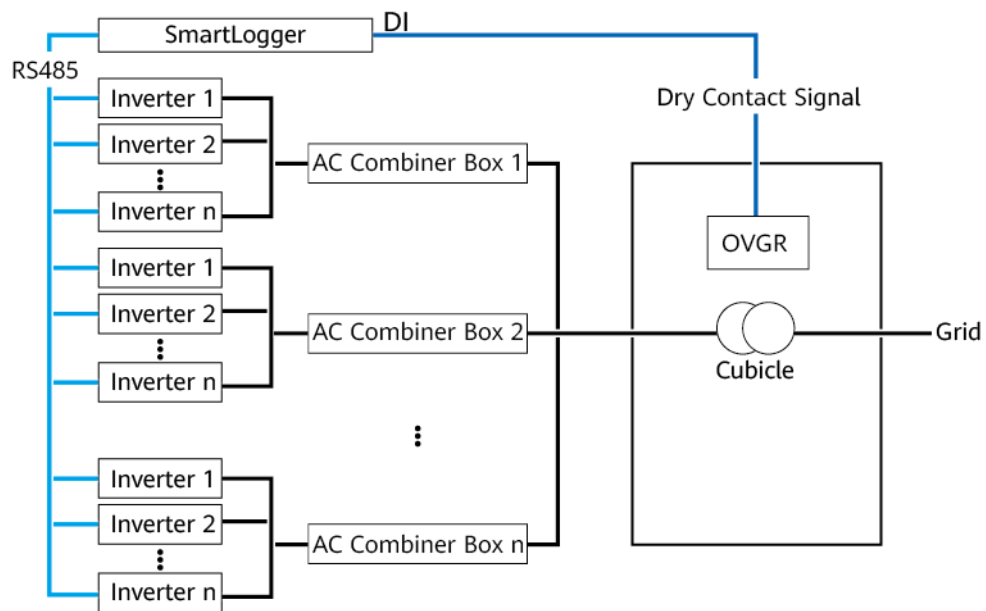 SmartLogger
DI
RS485
Dry Contact Signal
Inverter 1
Inverter 2
Inverter n
AC Combiner Box 1
OVGR
Inverter 1
Inverter 2
Inverter n
AC Combiner Box 2
Grid
Cubicle
Inverter 1
Inverter 2
Inverter n
AC Combiner Box n